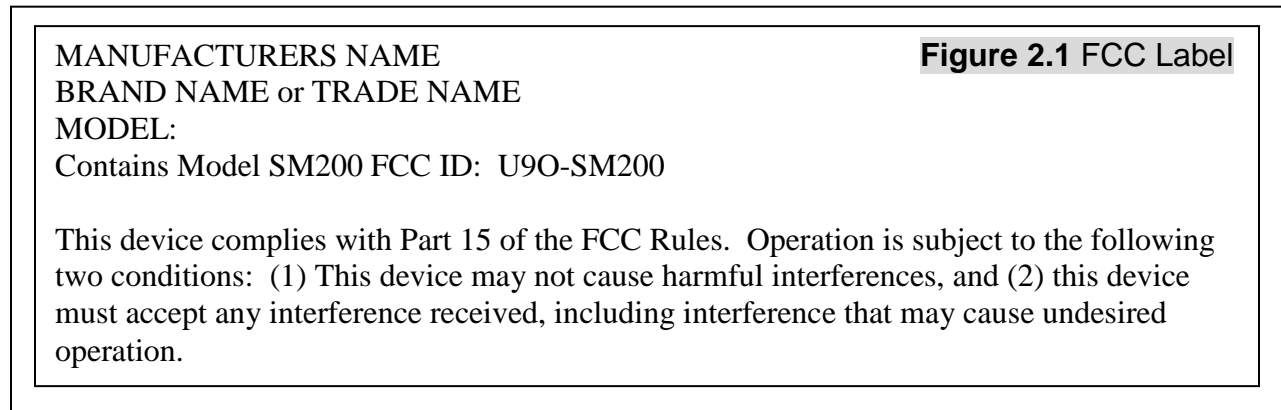 MANUFACTURERS NAME
Figure 2.1 FCC Label
BRAND NAME or TRADE NAME
MODEL:
Contains Model SM200 FCC ID:  U9O-SM200
This device complies with Part 15 of the FCC Rules.  Operation is subject to the following
two conditions:  (1) This device may not cause harmful interferences, and (2) this device
must accept any interference received, including interference that may cause undesired
operation.